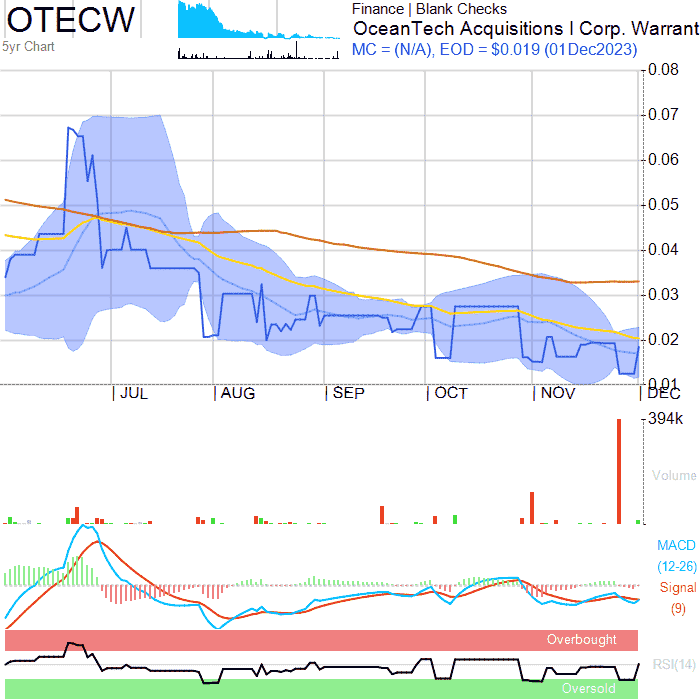 OTECW
5yr Chart
Finance | Blank Checks
OceanTech Acquisitions I Corp. Warrant
MC = (N/A), EOD = $0.019 (01Dec2023)
0.08
0.07
0.06
0.05
0.04
0.03
0.02
0.01
JUL AUG SEP OCT NOV DEC
394k
Volume
MACD
(12-26)
Signal
(9)
Overbought
RSI(14)
Oversold